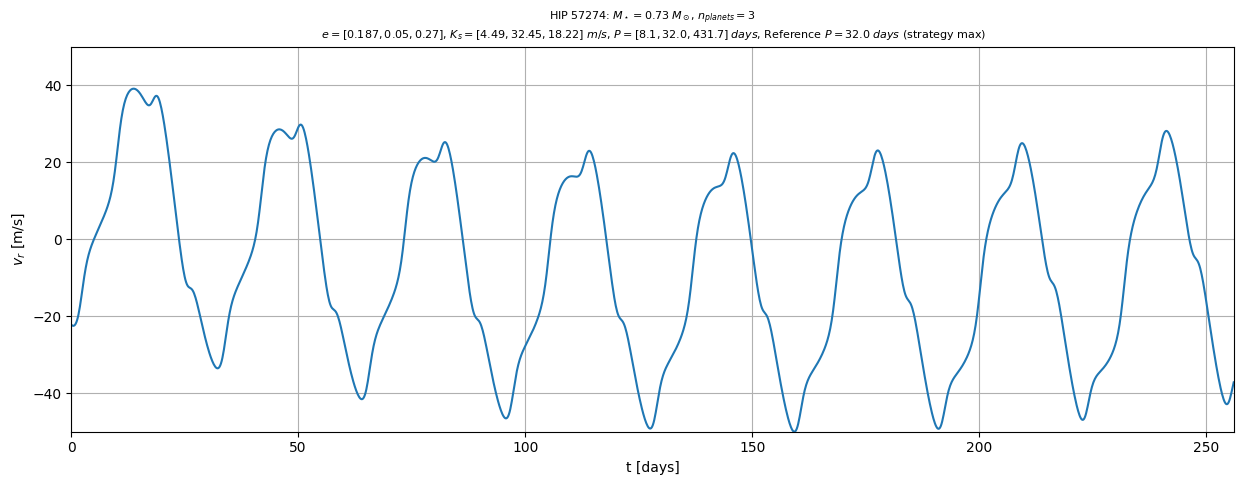 HIP 57274: M⋆ = 0.73 M⊙, nplanets = 3
e = [0.187, 0.05, 0.27], Ks = [4.49, 32.45, 18.22] m/s, P = [8.1, 32.0, 431.7] days, Reference P = 32.0 days (strategy max)
40
20
0
−20
−40
vr [m/s]
0 50 100 150 200 250
t [days]